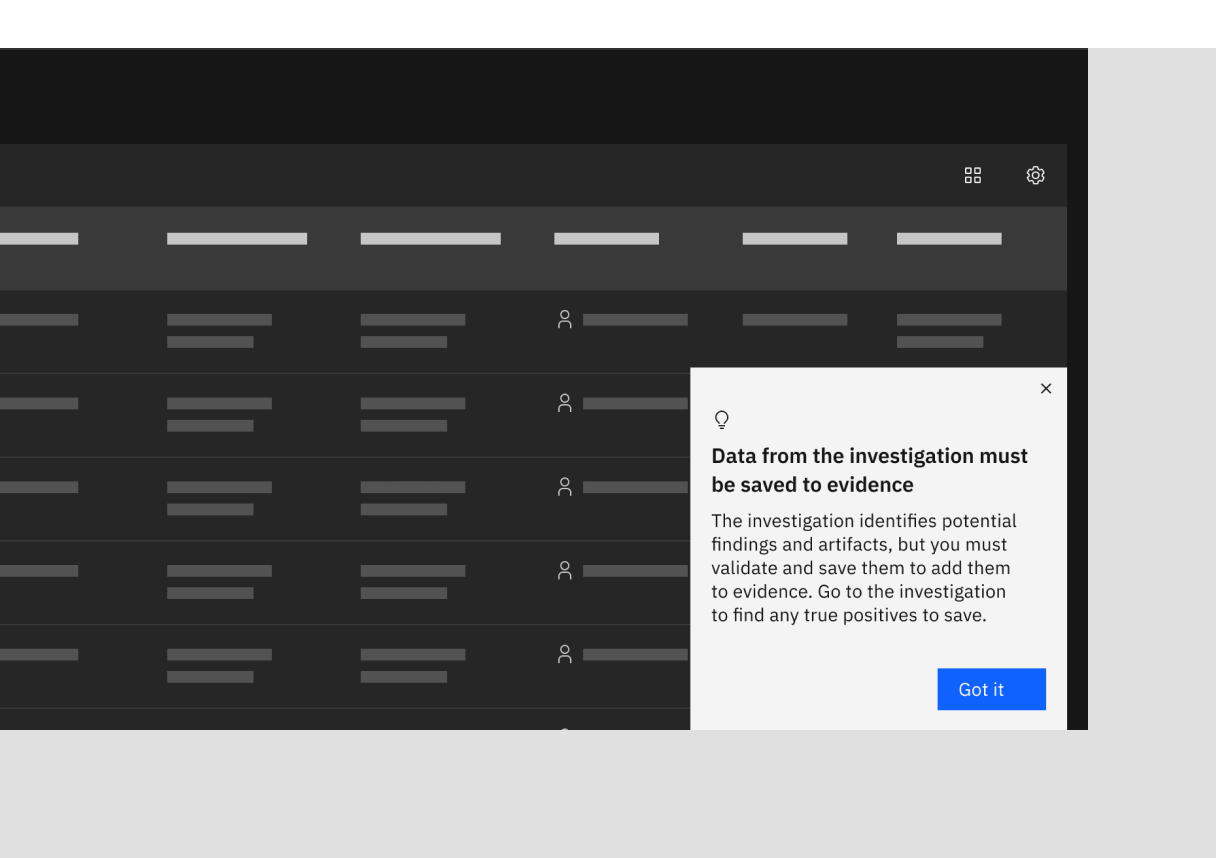 Data from the investigation must
be saved to evidence
The investigation identifies potential
findings and artifacts, but you must
validate and save them to add them
to evidence. Go to the investigation
to find any true positives to save.
Got it